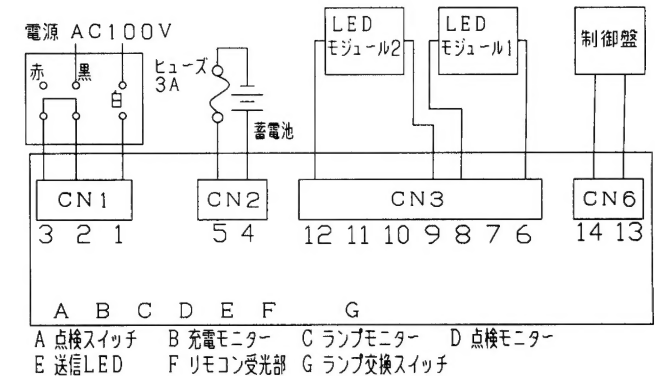 電源 AC100V
赤 黒 白
ヒューズ
3A
蓄電池
LED
モジュール2
LED
モジュール1
制御盤
CN1 CN2 CN3 CN6
3 2 1 5 4 12 11 10 9 8 7 6 14 13
A B C D E F G
A 点検スイッチ B 充電モニター C ランプモニター D 点検モニター
E 送信LED F リモコン受光部 G ランプ交換スイッチ